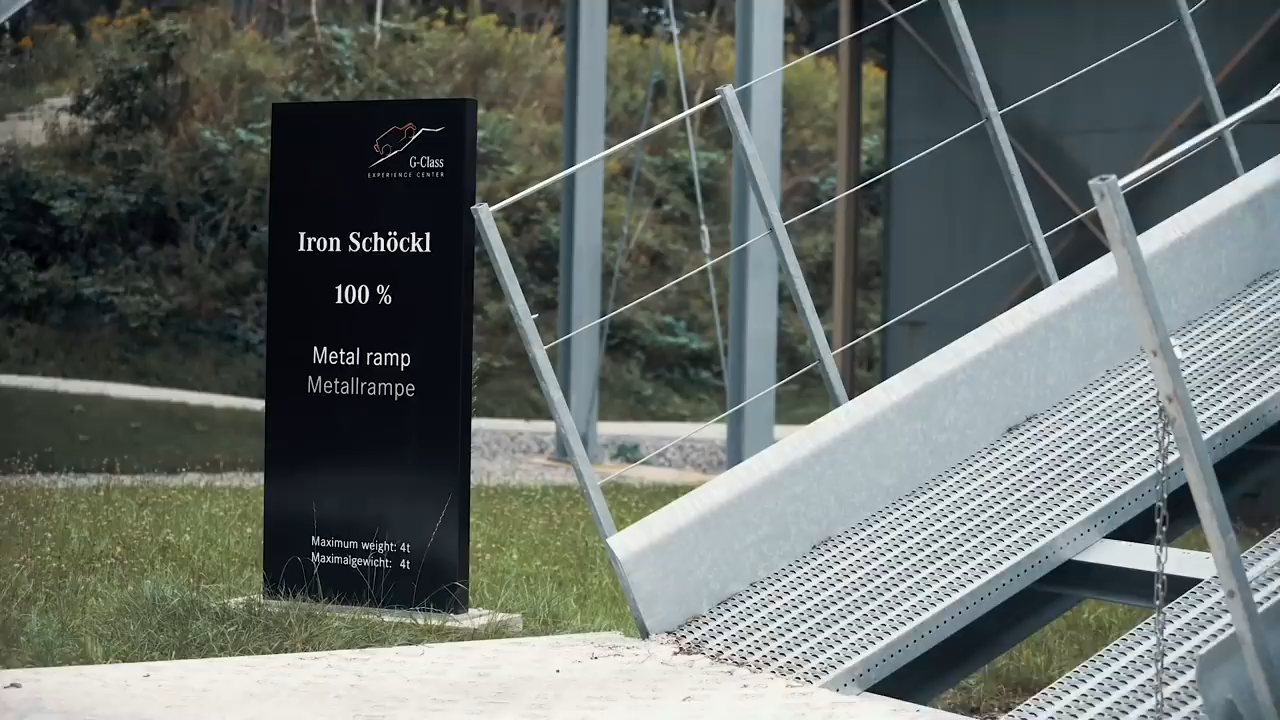 G-Class
EXPERIENCE CENTER
Iron Schöckl
100 %
Metal ramp
Metallrampe
Maximum weight: 4t
Maximalgewicht: 4t